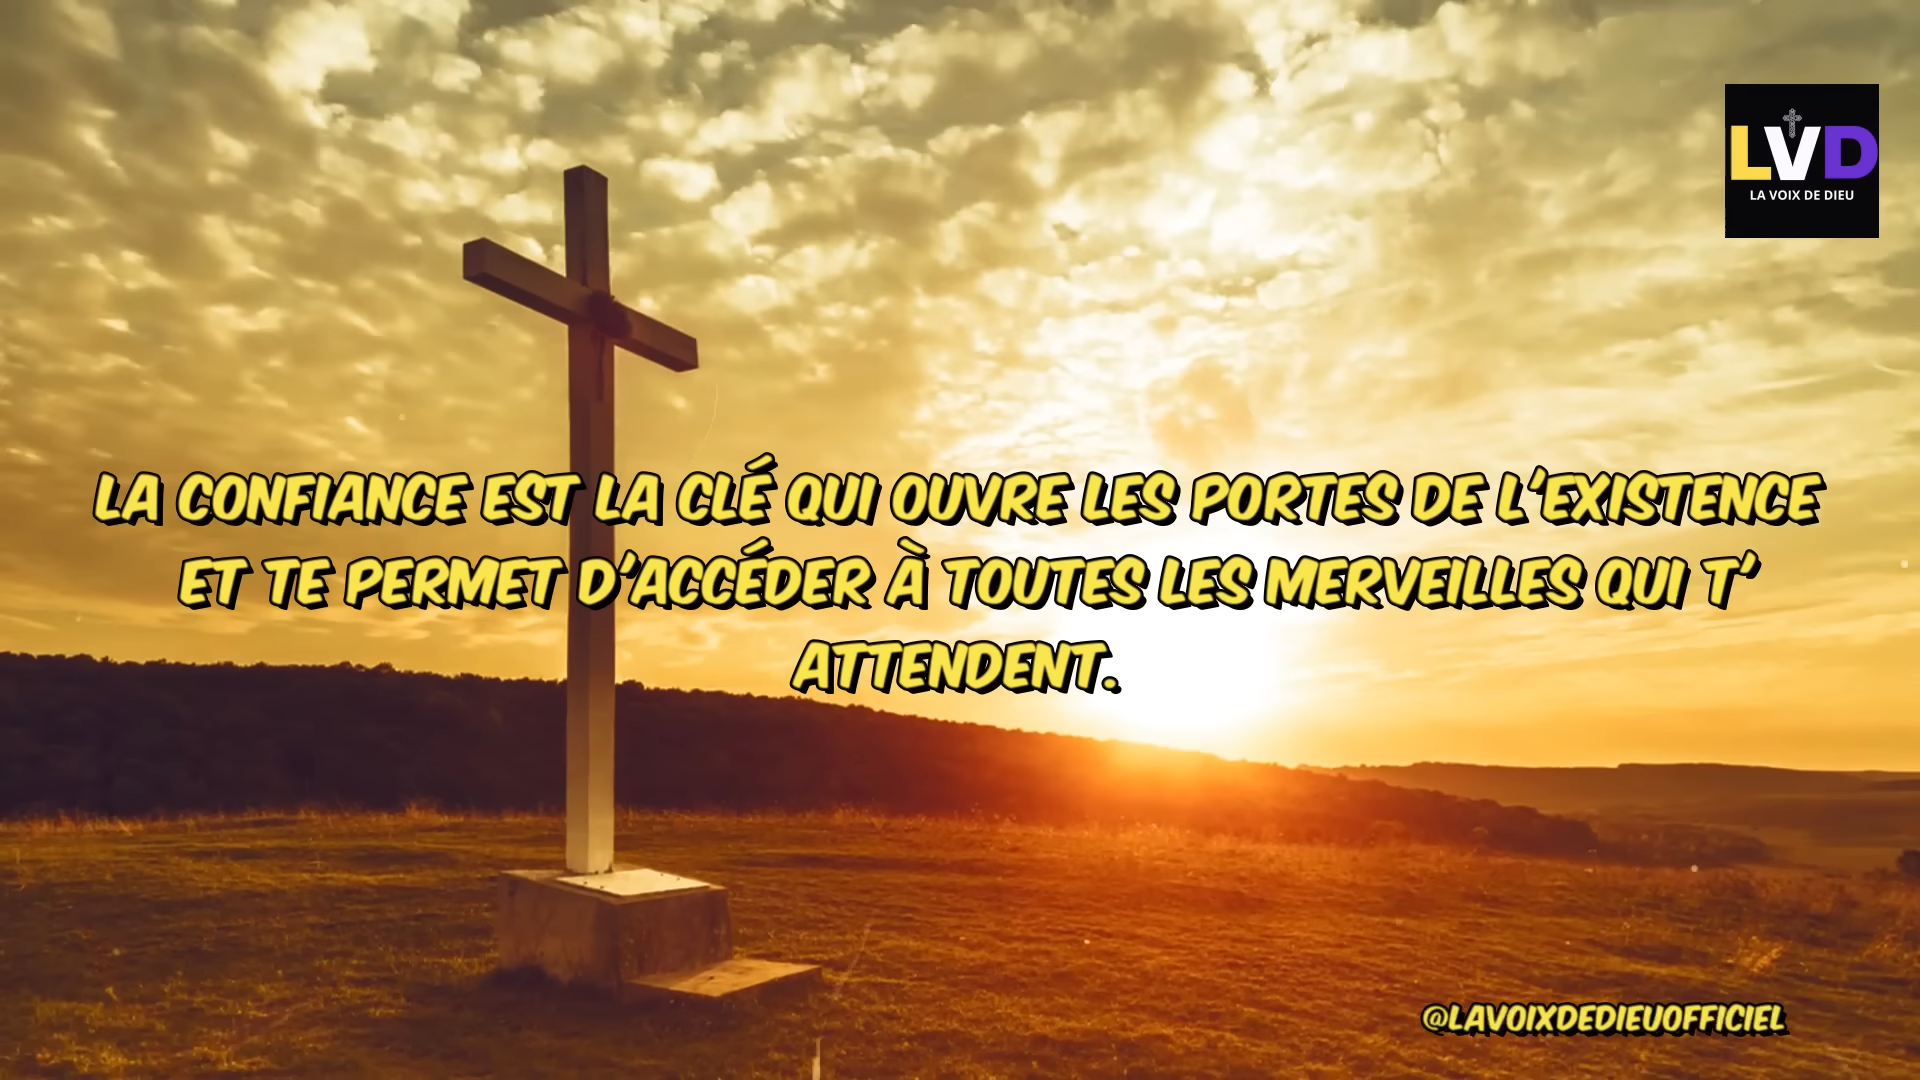 LVD
LA VOIX DE DIEU
LA CONFIANCE EST LA CLÉ QUI OUVRE LES PORTES DE L'EXISTENCE
ET TE PERMET D'ACCÉDER À TOUTES LES MERVEILLES QUI T'
ATTENDENT.
@LAVOIXDEDIEUOFFICIEL